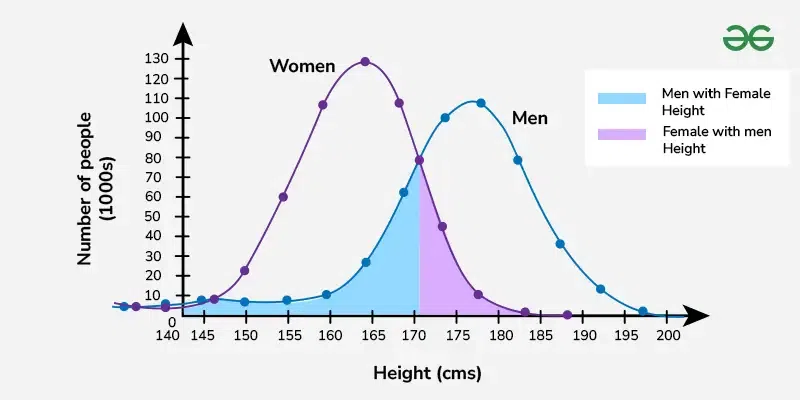 Women
Men
Men with Female
Height
Female with men
Height
Number of people
(1000s)
130
120
110
100
90
80
70
60
50
40
30
20
10
0
140 145 150 155 160 165 170 175 180 185 190 195 200
Height (cms)